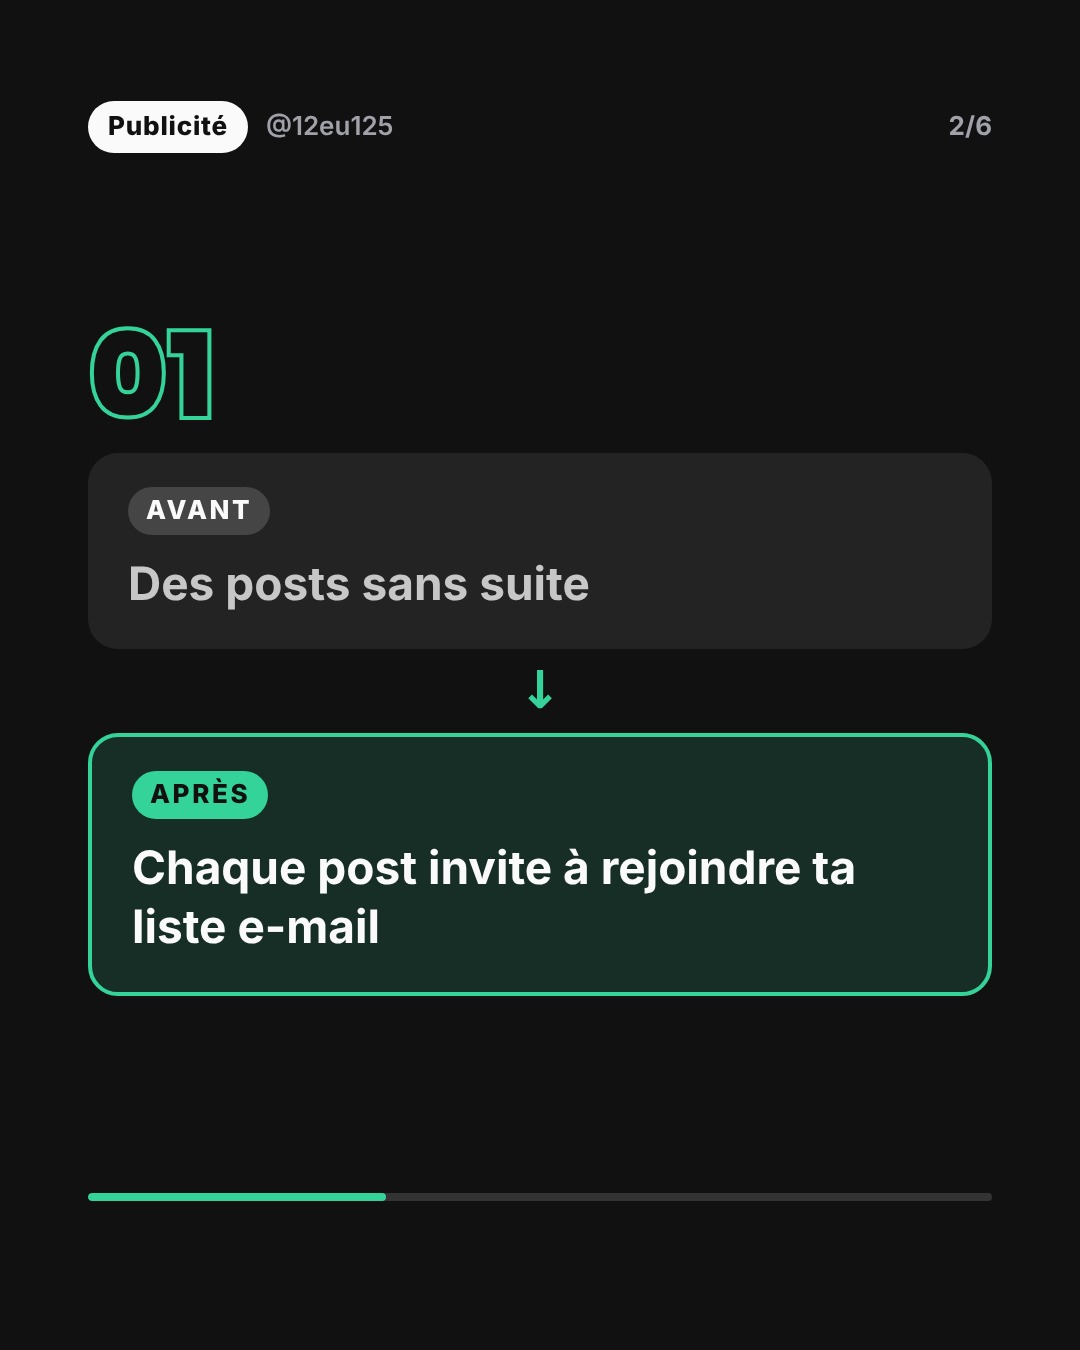 Publicité @12eu125 2/6
01
AVANT
Des posts sans suite
↓
APRÈS
Chaque post invite à rejoindre ta
liste e-mail